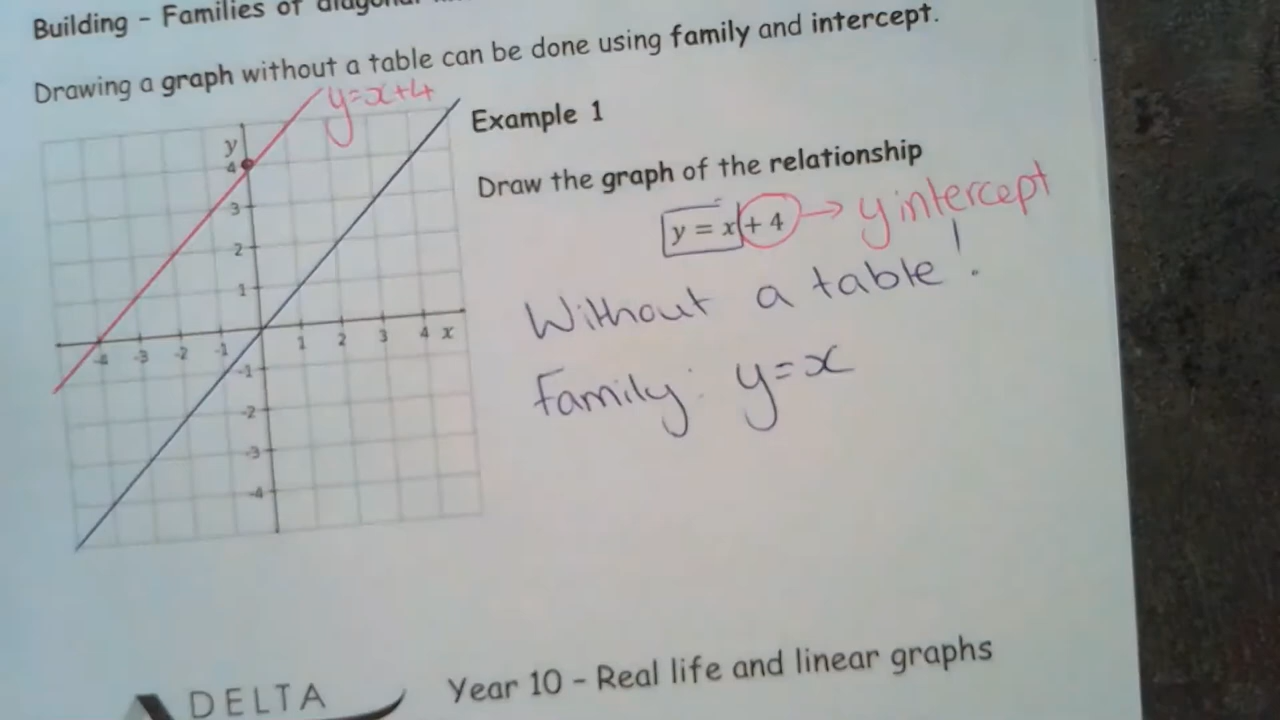 Building - Families of diagonal
Drawing a graph without a table can be done using family and intercept.
y=x+4
Example 1
Draw the graph of the relationship
y = x + 4 → y intercept
Without a table!
Family: y=x
y
4
3
2
1
-4 -3 -2 -1 1 2 3 4 x
-1
-2
-3
-4
DELTA
Year 10 - Real life and linear graphs